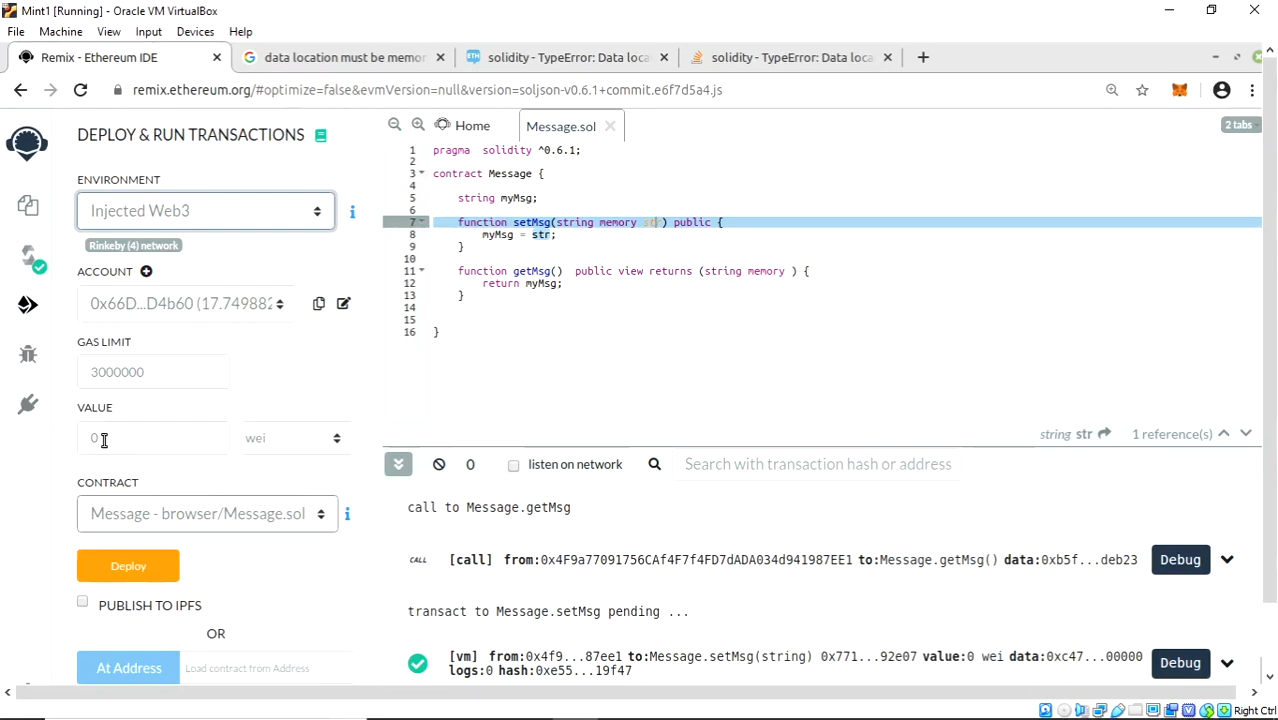 Mint1 [Running] - Oracle VM VirtualBox
File Machine View Input Devices Help
Remix - Ethereum IDE
data location must be memor
solidity - TypeError: Data loca
solidity - TypeError: Data loca
remix.ethereum.org/#optimize=false&evmVersion=null&version=soljson-v0.6.1+commit.e6f7d5a4.js
DEPLOY & RUN TRANSACTIONS
ENVIRONMENT
Injected Web3
Rinkeby (4) network
ACCOUNT
0x66D...D4b60 (17.749882
GAS LIMIT
3000000
VALUE
0
wei
CONTRACT
Message - browser/Message.sol
Deploy
PUBLISH TO IPFS
OR
At Address
Load contract from Address
Home
Message.sol
2 tabs
1 pragma solidity ^0.6.1;
2
3 contract Message {
4
5 string myMsg;
6
7 function setMsg(string memory str) public {
8 myMsg = str;
9 }
10
11 function getMsg() public view returns (string memory ) {
12 return myMsg;
13 }
14
15
16 }
string str
1 reference(s)
0
listen on network
Search with transaction hash or address
call to Message.getMsg
CALL [call] from:0x4F9a77091756CAf4F7f4FD7dADA034d941987EE1 to:Message.getMsg() data:0xb5f...deb23
Debug
transact to Message.setMsg pending ...
[vm] from:0x4f9...87ee1 to:Message.setMsg(string) 0x771...92e07 value:0 wei data:0xc47...00000
logs:0 hash:0xe55...19f47
Debug
Right Ctrl